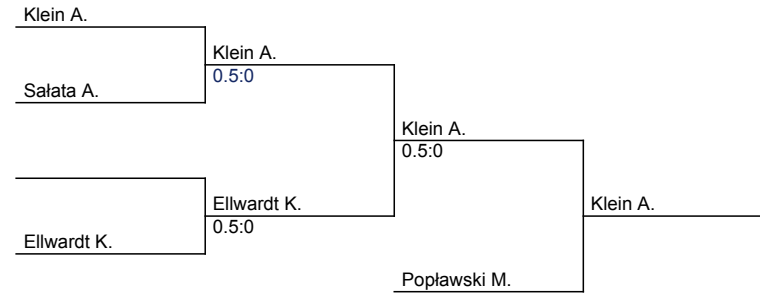 Klein A.
Klein A.
0.5:0
Sałata A.
Klein A.
0.5:0
Ellwardt K.
Klein A.
0.5:0
Ellwardt K.
Popławski M.